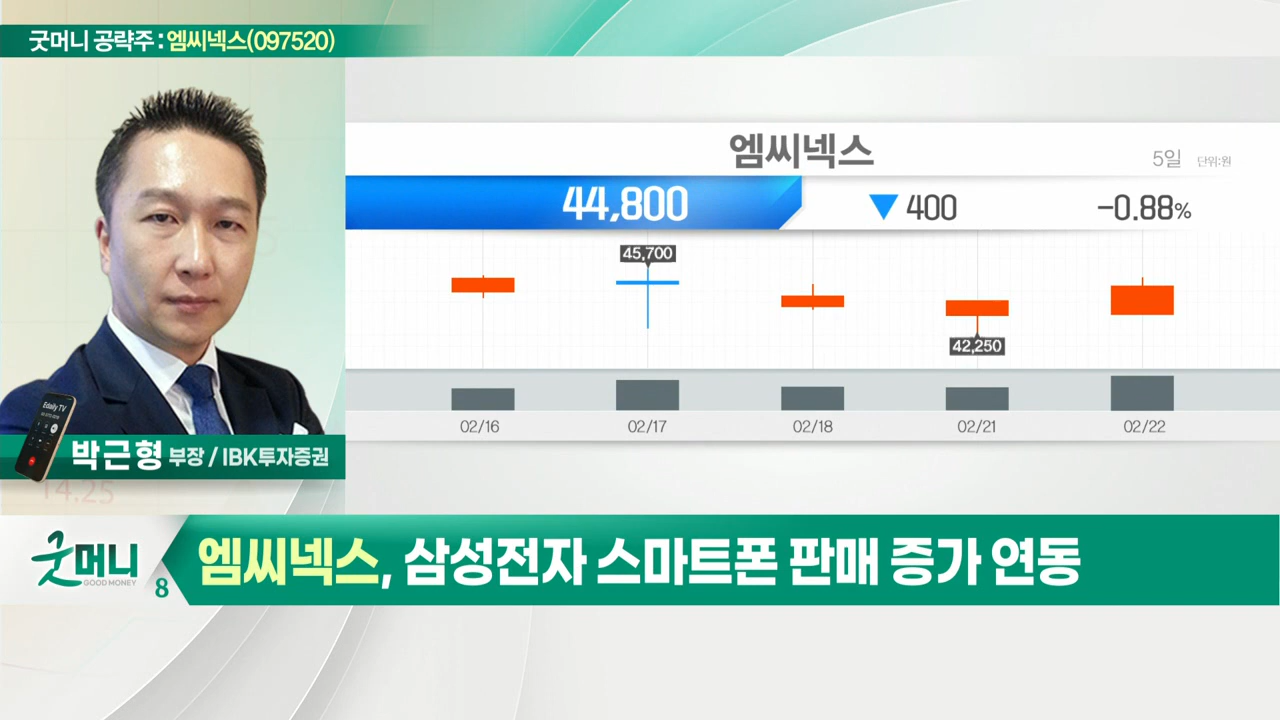 굿머니 공략주 : 엠씨넥스(097520)
엠씨넥스
5일 단위:원
44,800 ▼ 400 -0.88%
45,700
42,250
02/16 02/17 02/18 02/21 02/22
Edaily TV
박근형 부장 / IBK투자증권
14.25
굿머니
GOOD MONEY
8
엠씨넥스, 삼성전자 스마트폰 판매 증가 연동